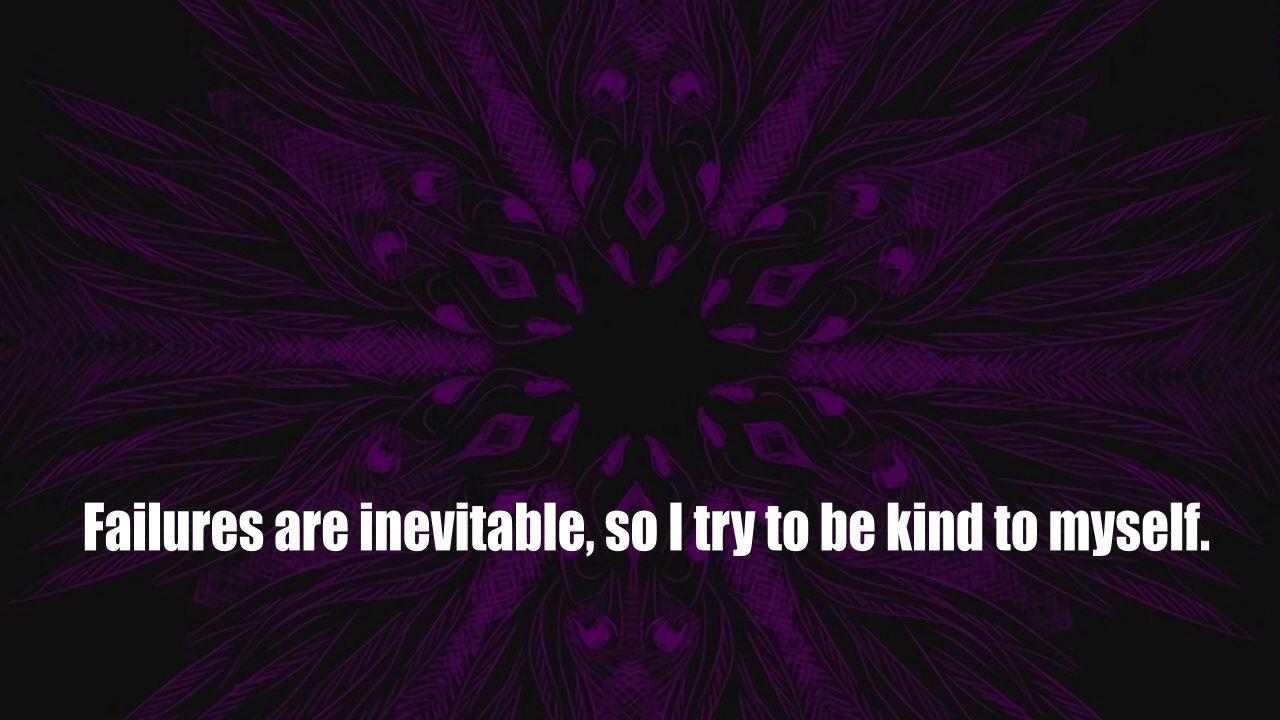 Failures are inevitable, so I try to be kind to myself.